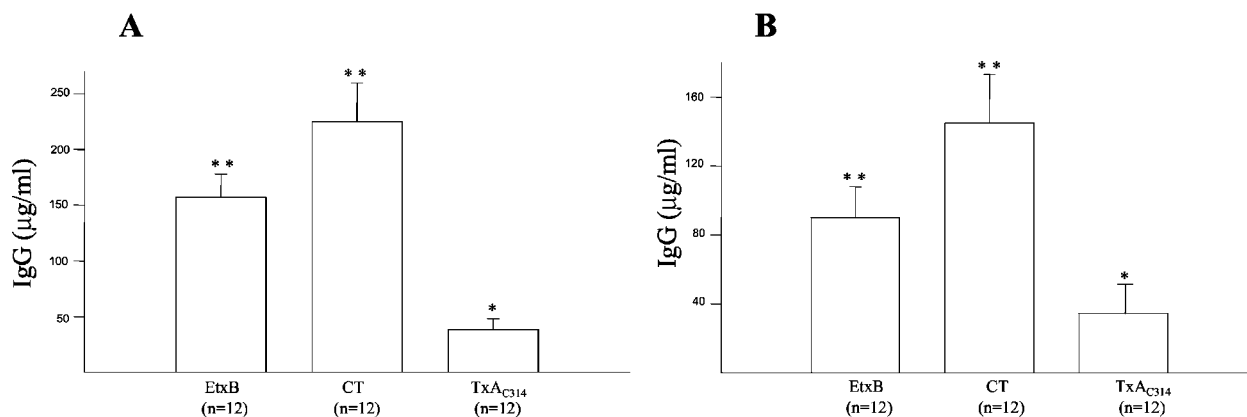 A
IgG (µg/ml)
250
200
150
100
50
**
**
*
EtxB
(n=12)
CT
(n=12)
TxA_C314
(n=12)
B
IgG (µg/ml)
160
120
80
40
**
**
*
EtxB
(n=12)
CT
(n=12)
TxA_C314
(n=12)